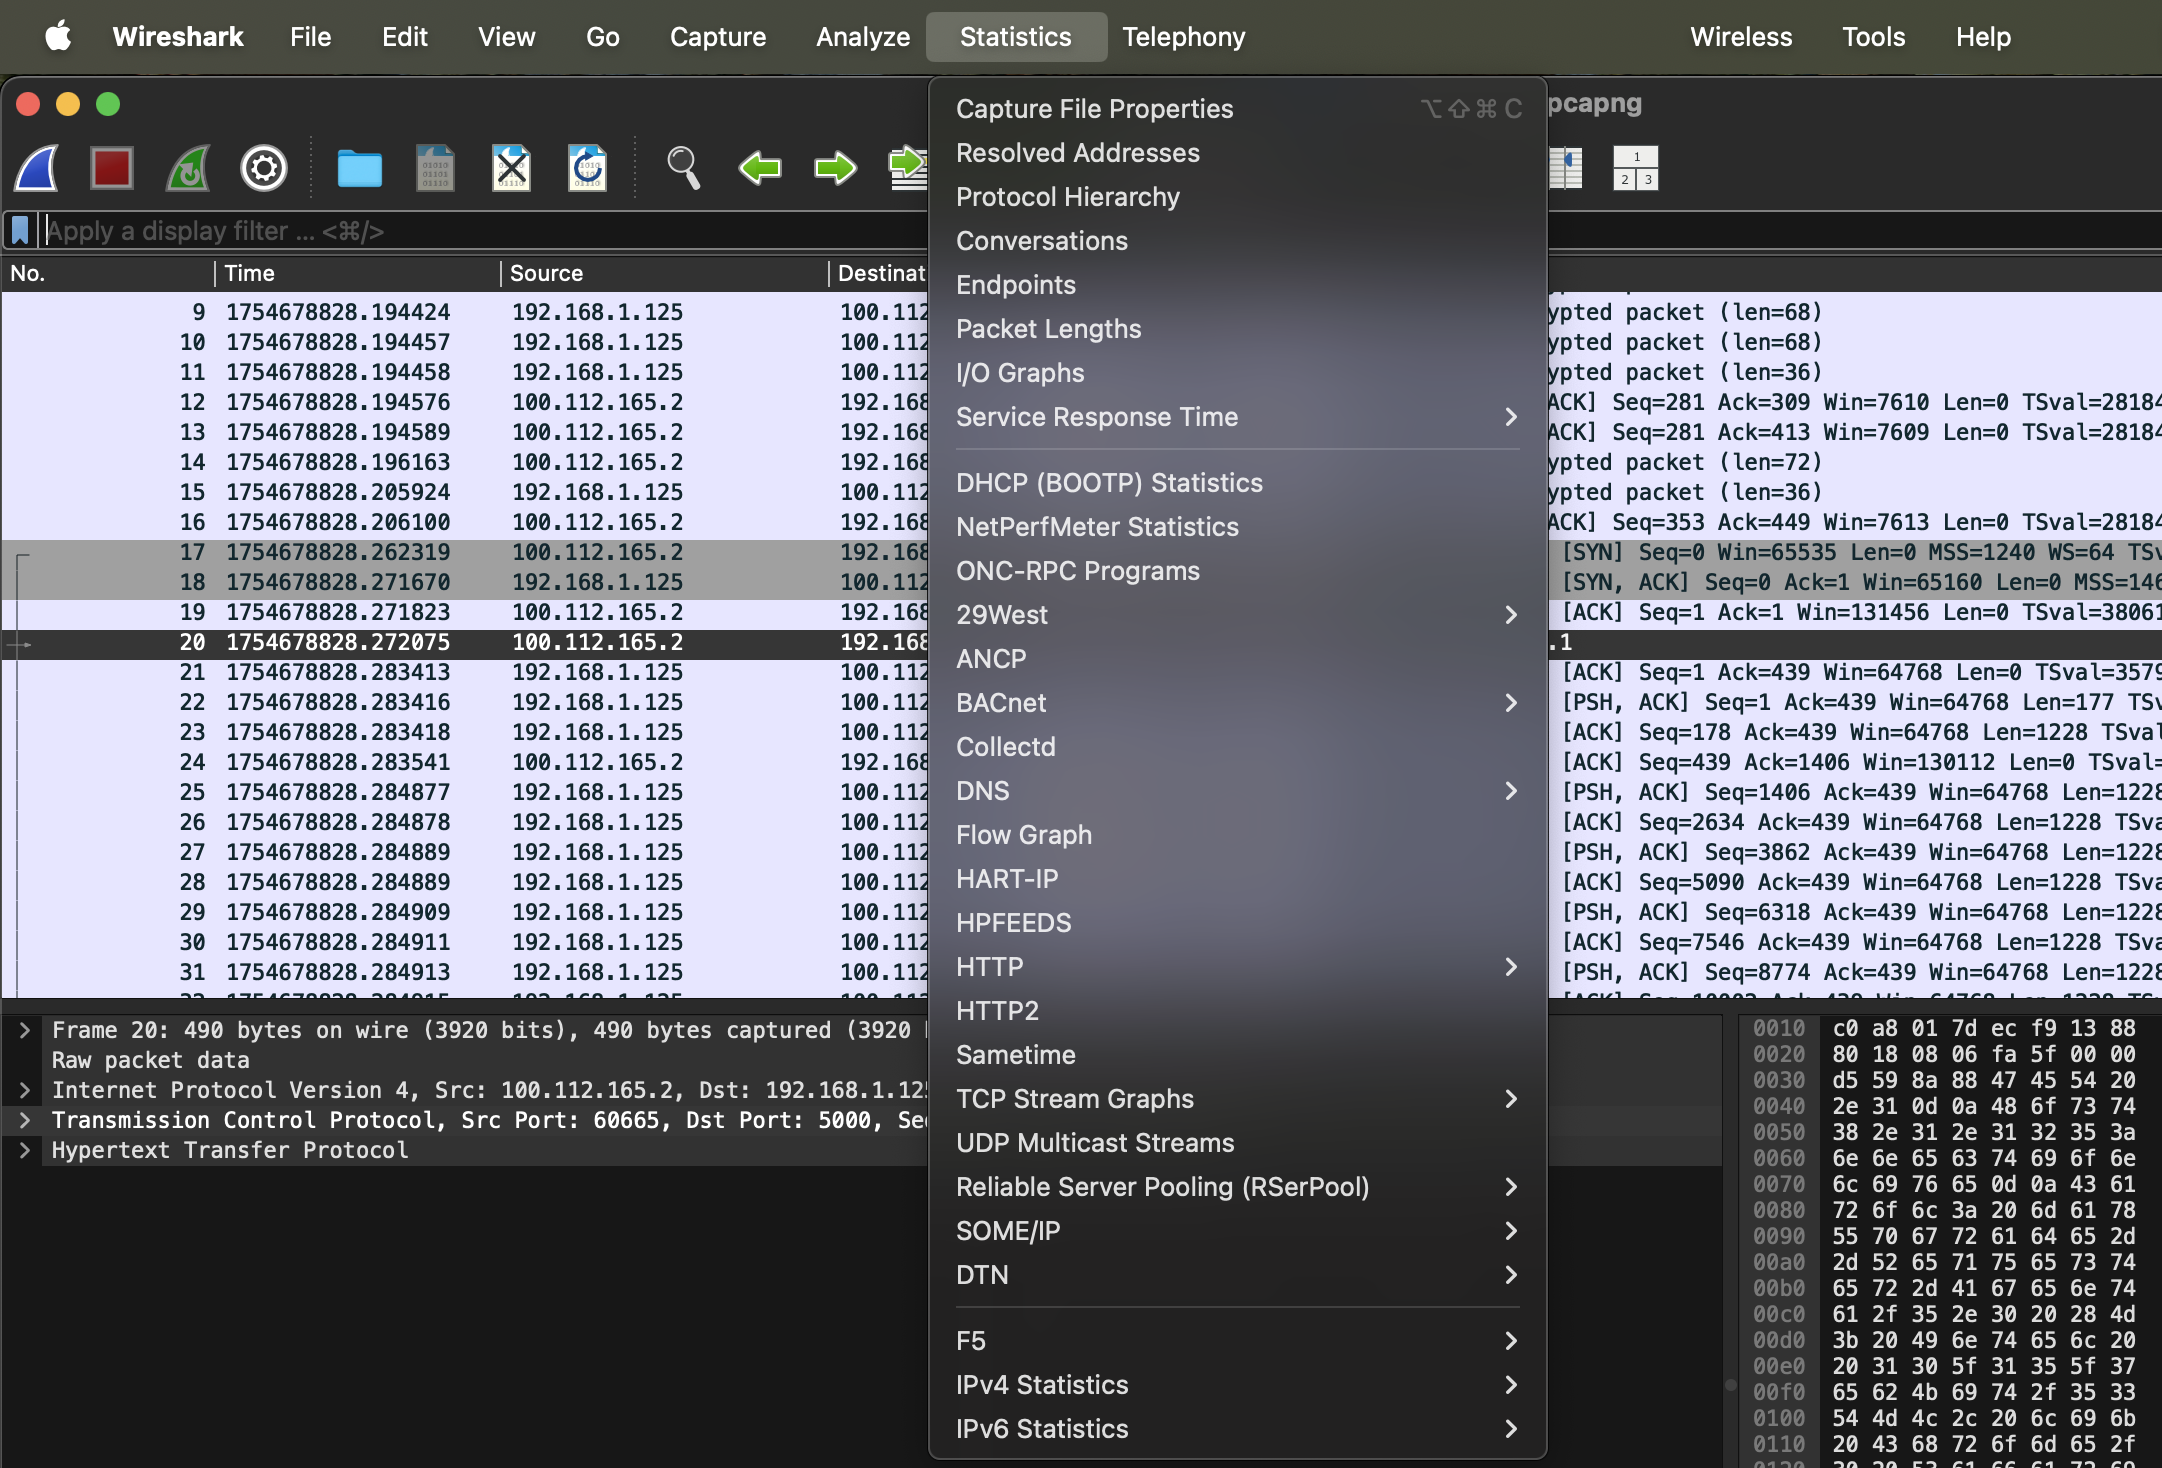 Wireshark File Edit View Go Capture Analyze Statistics Telephony Wireless Tools Help
pcapng
Apply a display filter ... <⌘/>
No. Time Source Destinat
9 1754678828.194424 192.168.1.125 100.112 ypted packet (len=68)
10 1754678828.194457 192.168.1.125 100.112 ypted packet (len=68)
11 1754678828.194458 192.168.1.125 100.112 ypted packet (len=36)
12 1754678828.194576 100.112.165.2 192.168 ACK] Seq=281 Ack=309 Win=7610 Len=0 TSval=28184
13 1754678828.194589 100.112.165.2 192.168 ACK] Seq=281 Ack=413 Win=7609 Len=0 TSval=28184
14 1754678828.196163 100.112.165.2 192.168 ypted packet (len=72)
15 1754678828.205924 192.168.1.125 100.112 ypted packet (len=36)
16 1754678828.206100 100.112.165.2 192.168 ACK] Seq=353 Ack=449 Win=7613 Len=0 TSval=28184
17 1754678828.262319 100.112.165.2 192.168 [SYN] Seq=0 Win=65535 Len=0 MSS=1240 WS=64 TSv
18 1754678828.271670 192.168.1.125 100.112 [SYN, ACK] Seq=0 Ack=1 Win=65160 Len=0 MSS=146
19 1754678828.271823 100.112.165.2 192.168 [ACK] Seq=1 Ack=1 Win=131456 Len=0 TSval=38061
20 1754678828.272075 100.112.165.2 192.168 .1
21 1754678828.283413 192.168.1.125 100.112 [ACK] Seq=1 Ack=439 Win=64768 Len=0 TSval=3579
22 1754678828.283416 192.168.1.125 100.112 [PSH, ACK] Seq=1 Ack=439 Win=64768 Len=177 TSv
23 1754678828.283418 192.168.1.125 100.112 [ACK] Seq=178 Ack=439 Win=64768 Len=1228 TSval
24 1754678828.283541 100.112.165.2 192.168 [ACK] Seq=439 Ack=1406 Win=130112 Len=0 TSval=
25 1754678828.284877 192.168.1.125 100.112 [PSH, ACK] Seq=1406 Ack=439 Win=64768 Len=1228
26 1754678828.284878 192.168.1.125 100.112 [ACK] Seq=2634 Ack=439 Win=64768 Len=1228 TSva
27 1754678828.284889 192.168.1.125 100.112 [PSH, ACK] Seq=3862 Ack=439 Win=64768 Len=1228
28 1754678828.284889 192.168.1.125 100.112 [ACK] Seq=5090 Ack=439 Win=64768 Len=1228 TSva
29 1754678828.284909 192.168.1.125 100.112 [PSH, ACK] Seq=6318 Ack=439 Win=64768 Len=1228
30 1754678828.284911 192.168.1.125 100.112 [ACK] Seq=7546 Ack=439 Win=64768 Len=1228 TSva
31 1754678828.284913 192.168.1.125 100.112 [PSH, ACK] Seq=8774 Ack=439 Win=64768 Len=1228
Capture File Properties ⌥⇧⌘C
Resolved Addresses
Protocol Hierarchy
Conversations
Endpoints
Packet Lengths
I/O Graphs
Service Response Time
DHCP (BOOTP) Statistics
NetPerfMeter Statistics
ONC-RPC Programs
29West
ANCP
BACnet
Collectd
DNS
Flow Graph
HART-IP
HPFEEDS
HTTP
HTTP2
Sametime
TCP Stream Graphs
UDP Multicast Streams
Reliable Server Pooling (RSerPool)
SOME/IP
DTN
F5
IPv4 Statistics
IPv6 Statistics
Frame 20: 490 bytes on wire (3920 bits), 490 bytes captured (3920
Raw packet data
Internet Protocol Version 4, Src: 100.112.165.2, Dst: 192.168.1.125
Transmission Control Protocol, Src Port: 60665, Dst Port: 5000, Se
Hypertext Transfer Protocol
0010 c0 a8 01 7d ec f9 13 88
0020 80 18 08 06 fa 5f 00 00
0030 d5 59 8a 88 47 45 54 20
0040 2e 31 0d 0a 48 6f 73 74
0050 38 2e 31 2e 31 32 35 3a
0060 6e 6e 65 63 74 69 6f 6e
0070 6c 69 76 65 0d 0a 43 61
0080 72 6f 6c 3a 20 6d 61 78
0090 55 70 67 72 61 64 65 2d
00a0 2d 52 65 71 75 65 73 74
00b0 65 72 2d 41 67 65 6e 74
00c0 61 2f 35 2e 30 20 28 4d
00d0 3b 20 49 6e 74 65 6c 20
00e0 20 31 30 5f 31 35 5f 37
00f0 65 62 4b 69 74 2f 35 33
0100 54 4d 4c 2c 20 6c 69 6b
0110 20 43 68 72 6f 6d 65 2f